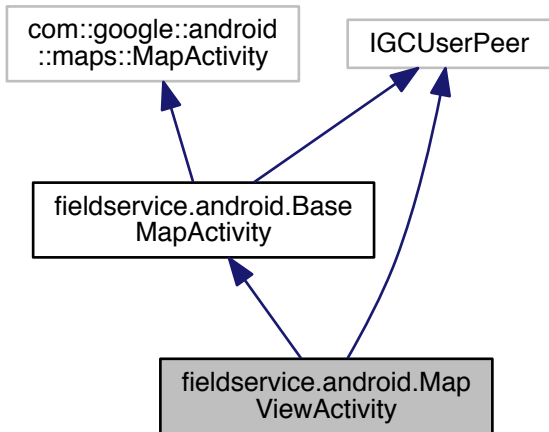 com::google::android
::maps::MapActivity
IGCUserPeer
fieldservice.android.Base
MapActivity
fieldservice.android.Map
ViewActivity